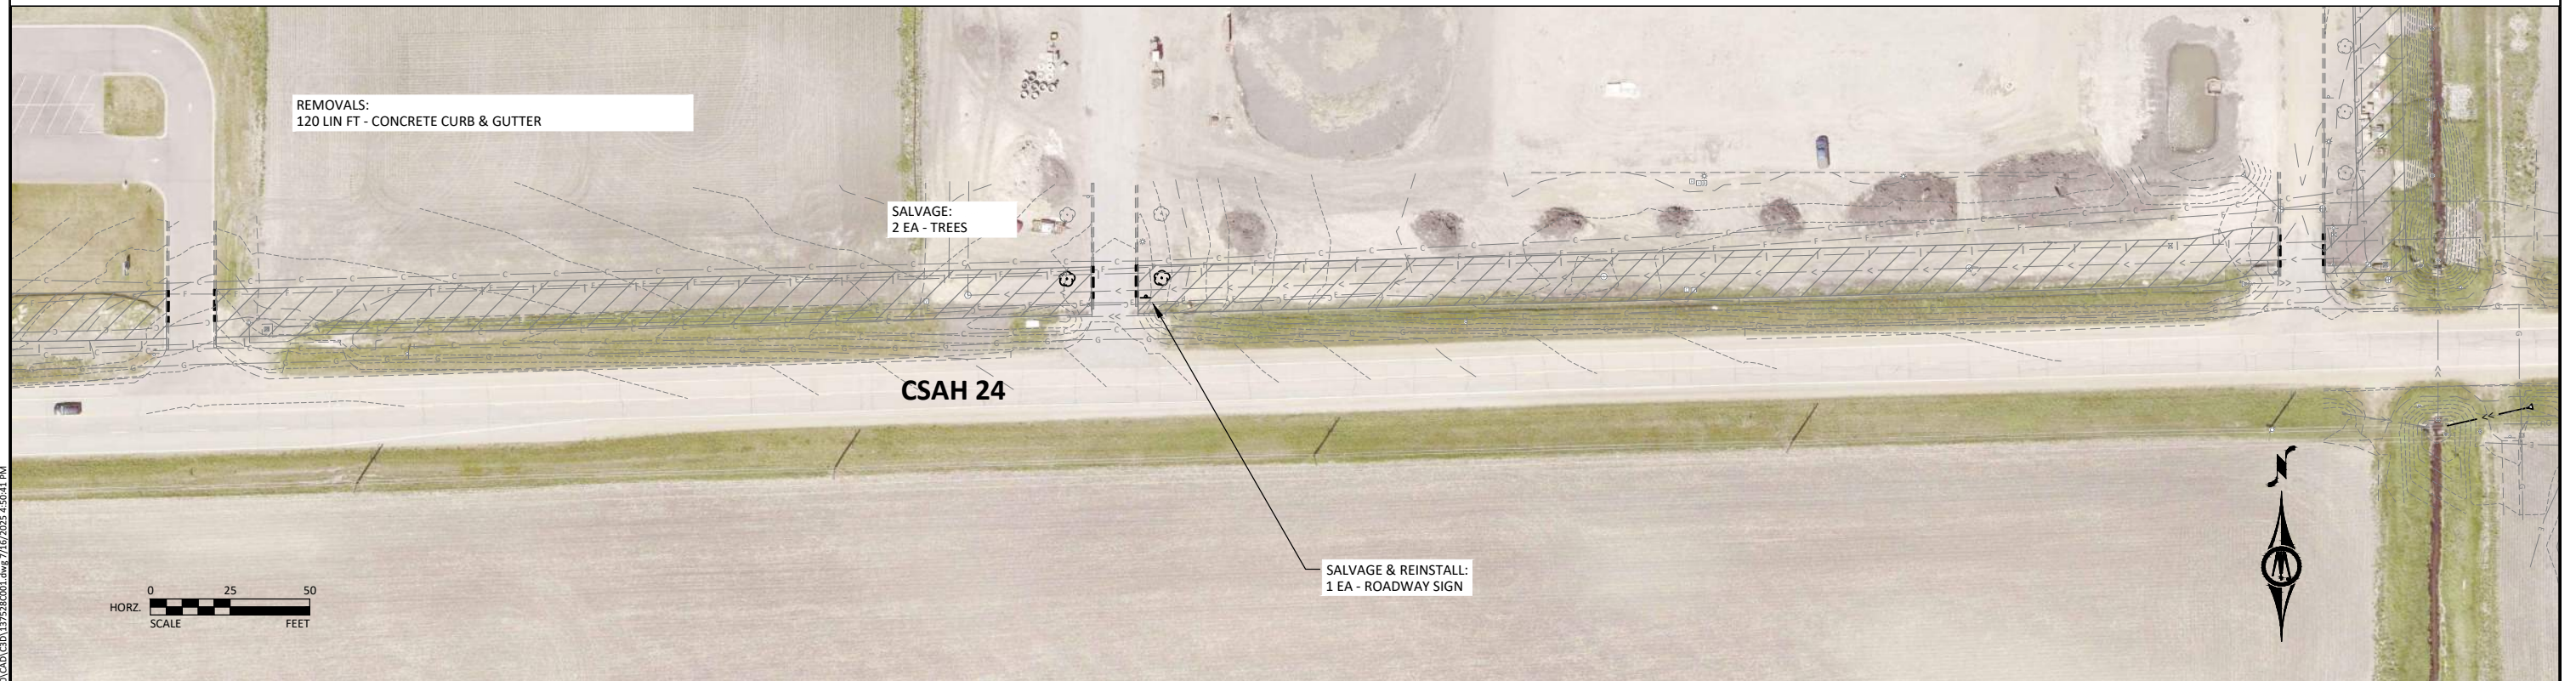 REMOVALS:
120 LIN FT - CONCRETE CURB & GUTTER
SALVAGE:
2 EA - TREES
CSAH 24
SALVAGE & REINSTALL:
1 EA - ROADWAY SIGN
0 25 50
HORZ.
SCALE FEET
N